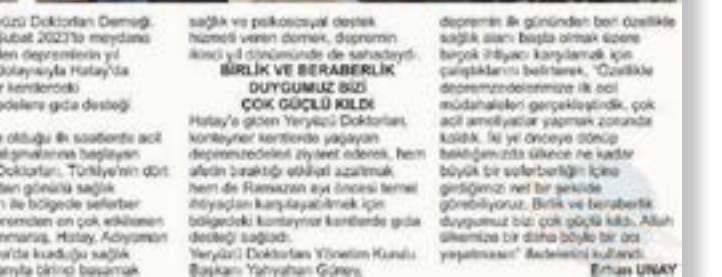 Doktorları Derneği,
Şubat 2023'te meydana
depremlerin yıl
dolayısıyla Hatay'da
kentlerdeki
gıda desteği
olduğu ilk saatlerde acil
çalışmalarına başlayan
Doktorları, Türkiye'nin dört
gönüllü sağlık
ile bölgede seferber
en çok etkilenen
Hatay, Adıyaman
kurduğu sağlık
birinci basamak
sağlık ve psikososyal destek
hizmeti veren dernek, depremin
ikinci yıl dönümünde de sahadaydı.
BİRLİK VE BERABERLİK
DUYGUMUZ BİZİ
ÇOK GÜÇLÜ KILDI
Hatay'a giden Yeryüzü Doktorları,
konteyner kentlerde yaşayan
depremzedeleri ziyaret ederek, hem
afetin bıraktığı etkileri azaltmak
hem de Ramazan ayı öncesi temel
ihtiyaçları karşılayabilmek için
bölgedeki konteyner kentlerde gıda
desteği sağladı.
Yeryüzü Doktorları Yönetim Kurulu
Başkanı Yahyahan Güney,
depremin ilk gününden beri özellikle
sağlık alanı başta olmak üzere
birçok ihtiyacı karşılamak için
çalıştıklarını belirterek, "Özellikle
depremzedelerimize ilk acil
müdahaleleri gerçekleştirdik, çok
acil ameliyatlar yapmak zorunda
kaldık. İki yıl önceye dönüp
baktığımızda ülkece ne kadar
büyük bir seferberliğin içine
girdiğimizi net bir şekilde
görebiliyoruz. Birlik ve beraberlik
duygumuz bizi çok güçlü kıldı. Allah
ülkemize bir daha böyle bir acı
yaşatmasın" ifadelerini kullandı.
Erhan UNAY